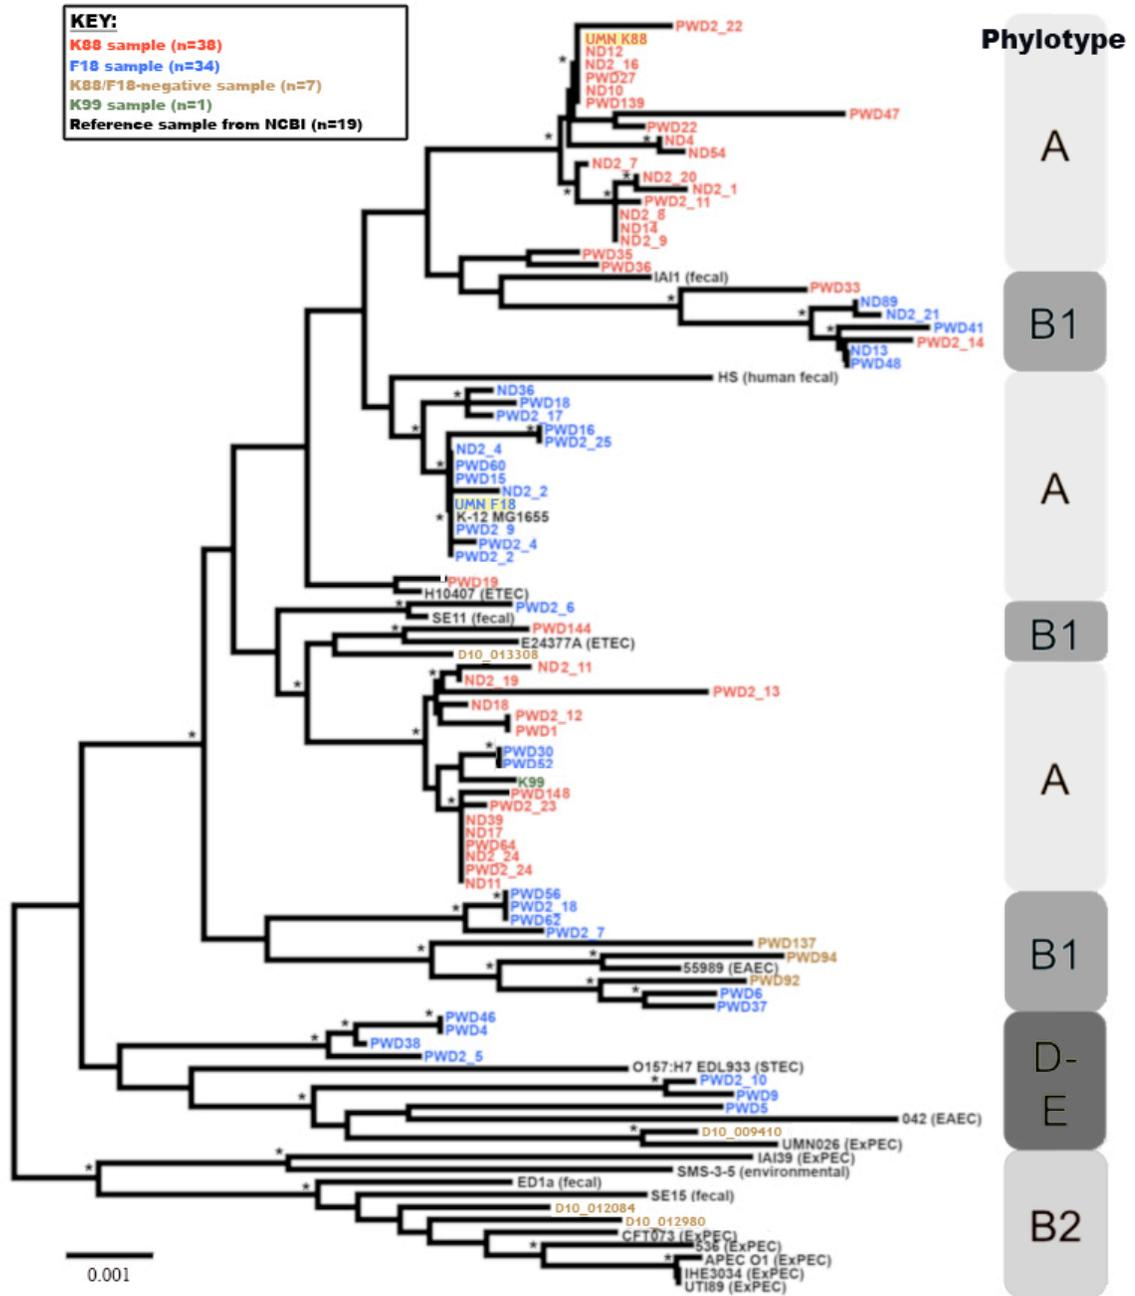 KEY:
K88 sample (n=38)
F18 sample (n=34)
K88/F18-negative sample (n=7)
K99 sample (n=1)
Reference sample from NCBI (n=19)
Phylotype
PWD2_22
UMN K88
ND12
ND2_16
PWD27
ND10
PWD139
PWD47
PWD22
ND4
ND54
ND2_7
ND2_20
ND2_1
PWD2_11
ND2_8
ND14
ND2_9
PWD35
PWD36
A
IAI1 (fecal)
PWD33
ND89
ND2_21
PWD41
PWD2_14
ND13
PWD48
B1
HS (human fecal)
ND36
PWD18
PWD2_17
PWD16
PWD2_25
ND2_4
PWD60
PWD15
ND2_2
UMN F18
K-12 MG1655
PWD2_9
PWD2_4
PWD2_2
PWD19
H10407 (ETEC)
A
PWD2_6
SE11 (fecal)
PWD144
E24377A (ETEC)
D10_013308
B1
ND2_11
ND2_19
PWD2_13
ND18
PWD2_12
PWD1
PWD30
PWD52
K99
PWD148
PWD2_23
ND39
ND17
PWD64
ND2_24
PWD2_24
ND11
A
PWD56
PWD2_18
PWD62
PWD2_7
PWD137
PWD94
55989 (EAEC)
PWD92
PWD6
PWD37
B1
PWD46
PWD4
PWD38
PWD2_5
O157:H7 EDL933 (STEC)
PWD2_10
PWD9
PWD5
042 (EAEC)
D10_009410
UMN026 (ExPEC)
D-
E
IAI39 (ExPEC)
SMS-3-5 (environmental)
ED1a (fecal)
SE15 (fecal)
D10_012084
D10_012980
CFT073 (ExPEC)
536 (ExPEC)
APEC O1 (ExPEC)
IHE3034 (ExPEC)
UTI89 (ExPEC)
B2
0.001